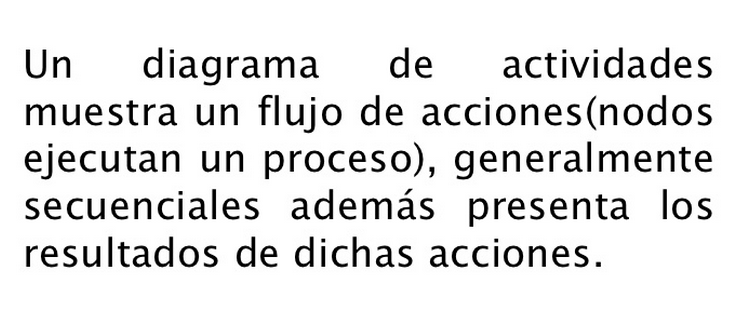 Un diagrama de actividades
muestra un flujo de acciones(nodos
ejecutan un proceso), generalmente
secuenciales además presenta los
resultados de dichas acciones.